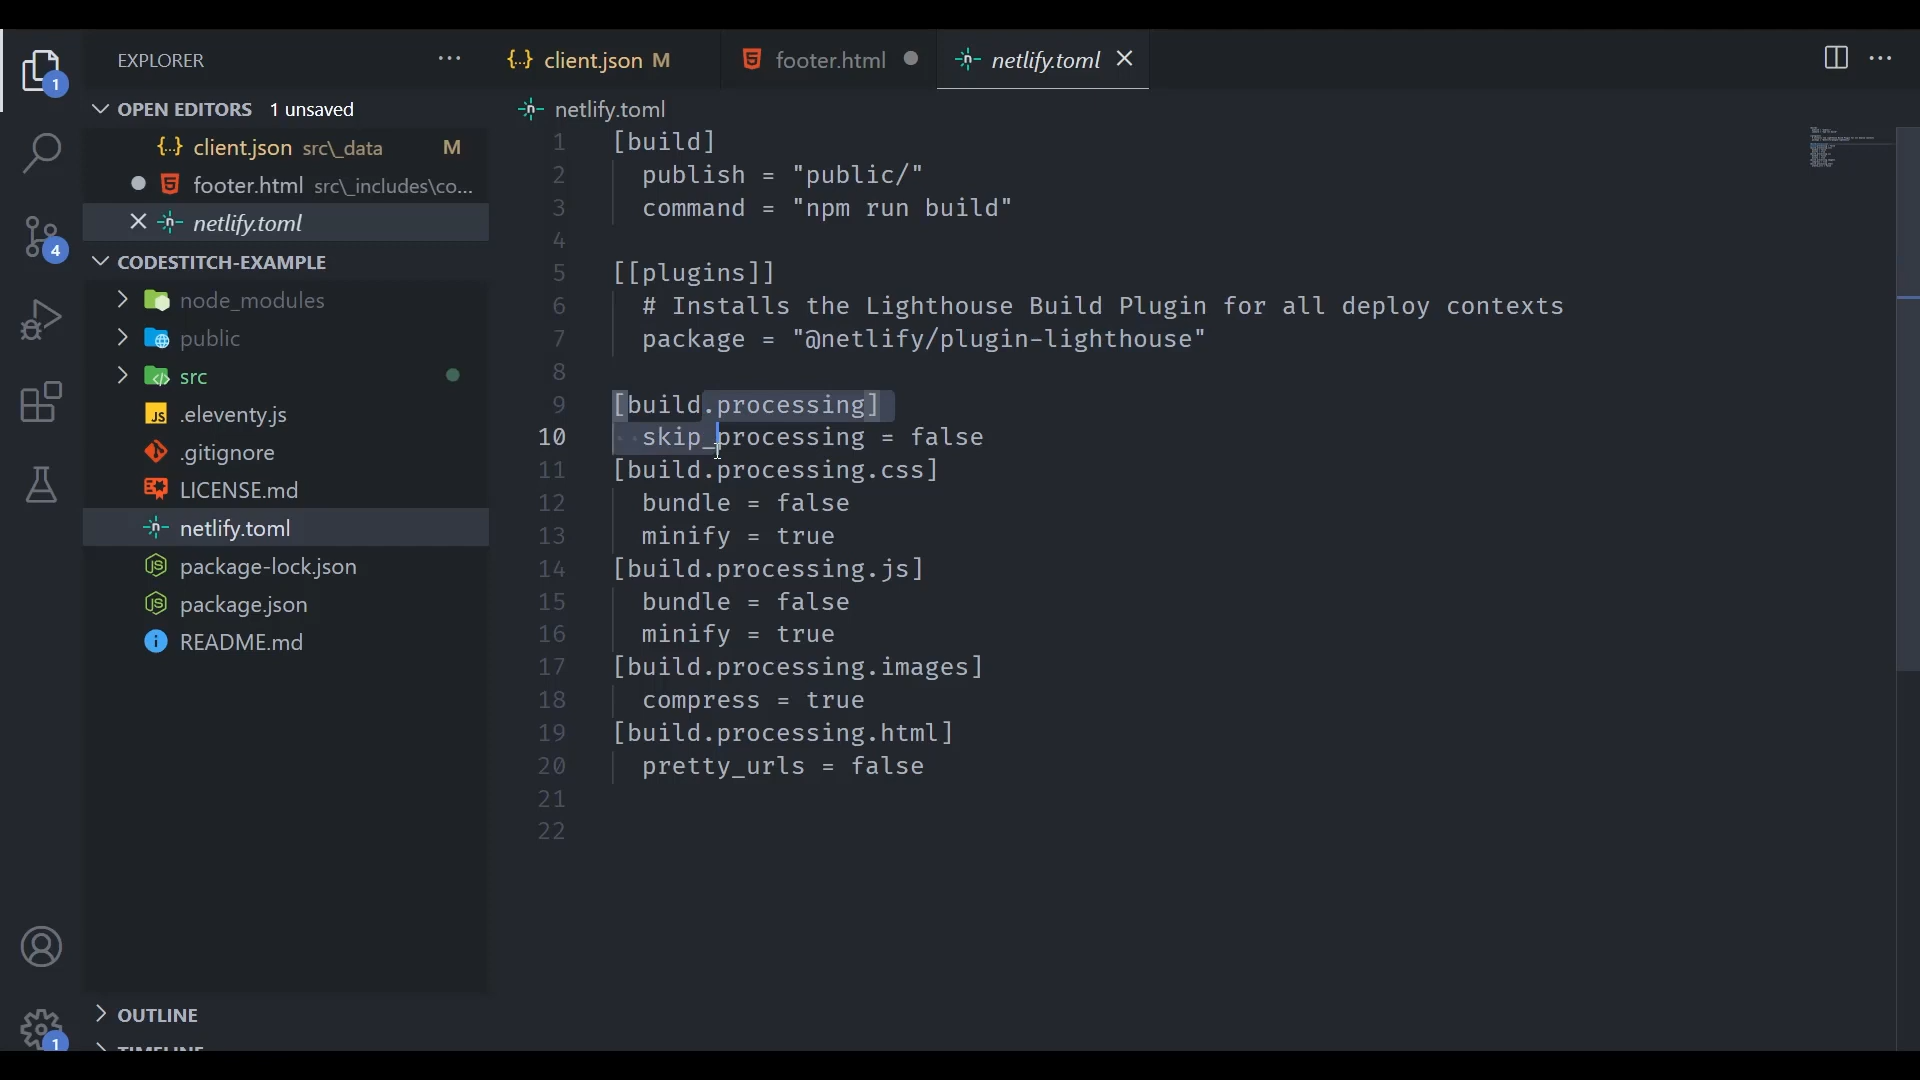 EXPLORER
client.json M
footer.html
netlify.toml
1
OPEN EDITORS 1 unsaved
client.json src\_data M
footer.html src\_includes\co...
netlify.toml
4
CODESTITCH-EXAMPLE
node_modules
public
src
.eleventy.js
.gitignore
LICENSE.md
netlify.toml
package-lock.json
package.json
README.md
OUTLINE
TIMELINE
1
netlify.toml
1 [build]
2 publish = "public/"
3 command = "npm run build"
4
5 [[plugins]]
6 # Installs the Lighthouse Build Plugin for all deploy contexts
7 package = "@netlify/plugin-lighthouse"
8
9 [build.processing]
10 skip_processing = false
11 [build.processing.css]
12 bundle = false
13 minify = true
14 [build.processing.js]
15 bundle = false
16 minify = true
17 [build.processing.images]
18 compress = true
19 [build.processing.html]
20 pretty_urls = false
21
22